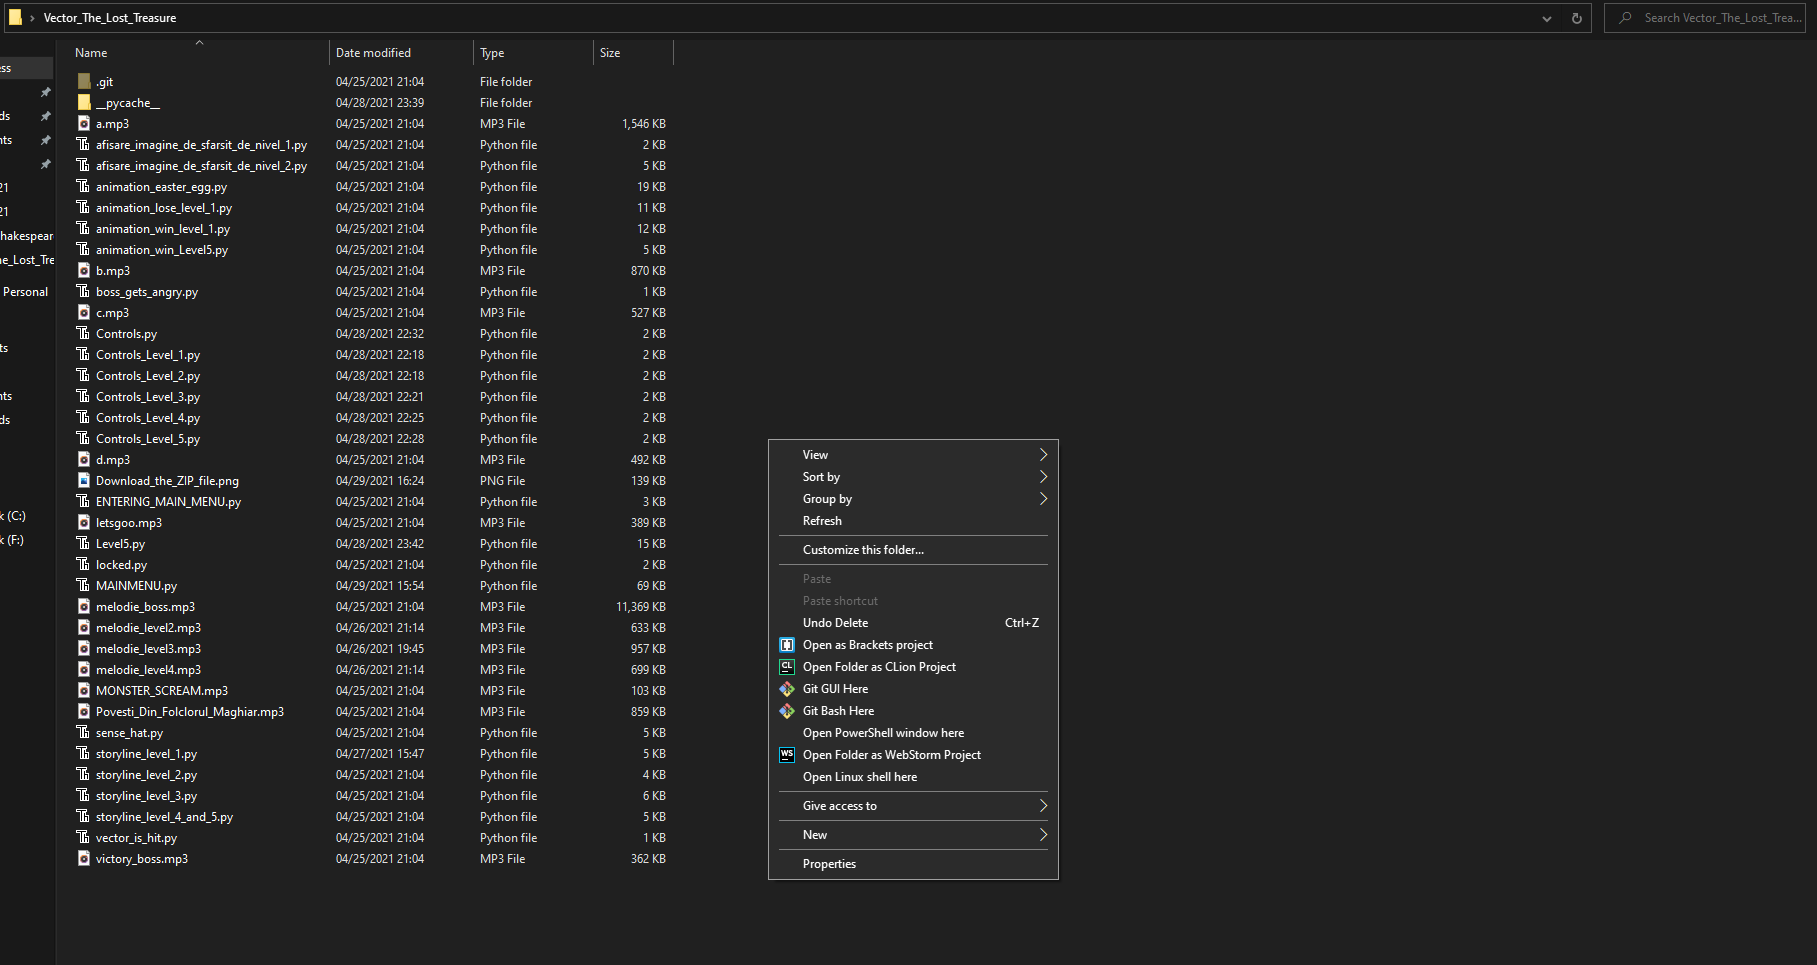 Vector_The_Lost_Treasure
Search Vector_The_Lost_Trea...
Name Date modified Type Size
ess
ds
nts
21
21
hakespear
e_Lost_Tre
Personal
ts
nts
ds
k (C:)
k (F:)
.git 04/25/2021 21:04 File folder
__pycache__ 04/28/2021 23:39 File folder
a.mp3 04/25/2021 21:04 MP3 File 1,546 KB
afisare_imagine_de_sfarsit_de_nivel_1.py 04/25/2021 21:04 Python file 2 KB
afisare_imagine_de_sfarsit_de_nivel_2.py 04/25/2021 21:04 Python file 5 KB
animation_easter_egg.py 04/25/2021 21:04 Python file 19 KB
animation_lose_level_1.py 04/25/2021 21:04 Python file 11 KB
animation_win_level_1.py 04/25/2021 21:04 Python file 12 KB
animation_win_Level5.py 04/25/2021 21:04 Python file 5 KB
b.mp3 04/25/2021 21:04 MP3 File 870 KB
boss_gets_angry.py 04/25/2021 21:04 Python file 1 KB
c.mp3 04/25/2021 21:04 MP3 File 527 KB
Controls.py 04/28/2021 22:32 Python file 2 KB
Controls_Level_1.py 04/28/2021 22:18 Python file 2 KB
Controls_Level_2.py 04/28/2021 22:18 Python file 2 KB
Controls_Level_3.py 04/28/2021 22:21 Python file 2 KB
Controls_Level_4.py 04/28/2021 22:25 Python file 2 KB
Controls_Level_5.py 04/28/2021 22:28 Python file 2 KB
d.mp3 04/25/2021 21:04 MP3 File 492 KB
Download_the_ZIP_file.png 04/29/2021 16:24 PNG File 139 KB
ENTERING_MAIN_MENU.py 04/25/2021 21:04 Python file 3 KB
letsgoo.mp3 04/25/2021 21:04 MP3 File 389 KB
Level5.py 04/28/2021 23:42 Python file 15 KB
locked.py 04/25/2021 21:04 Python file 2 KB
MAINMENU.py 04/29/2021 15:54 Python file 69 KB
melodie_boss.mp3 04/25/2021 21:04 MP3 File 11,369 KB
melodie_level2.mp3 04/26/2021 21:14 MP3 File 633 KB
melodie_level3.mp3 04/26/2021 19:45 MP3 File 957 KB
melodie_level4.mp3 04/26/2021 21:14 MP3 File 699 KB
MONSTER_SCREAM.mp3 04/25/2021 21:04 MP3 File 103 KB
Povesti_Din_Folclorul_Maghiar.mp3 04/25/2021 21:04 MP3 File 859 KB
sense_hat.py 04/25/2021 21:04 Python file 5 KB
storyline_level_1.py 04/27/2021 15:47 Python file 5 KB
storyline_level_2.py 04/25/2021 21:04 Python file 4 KB
storyline_level_3.py 04/25/2021 21:04 Python file 6 KB
storyline_level_4_and_5.py 04/25/2021 21:04 Python file 5 KB
vector_is_hit.py 04/25/2021 21:04 Python file 1 KB
victory_boss.mp3 04/25/2021 21:04 MP3 File 362 KB
View
Sort by
Group by
Refresh
Customize this folder...
Paste
Paste shortcut
Undo Delete Ctrl+Z
Open as Brackets project
CL Open Folder as CLion Project
Git GUI Here
Git Bash Here
Open PowerShell window here
WS Open Folder as WebStorm Project
Open Linux shell here
Give access to
New
Properties